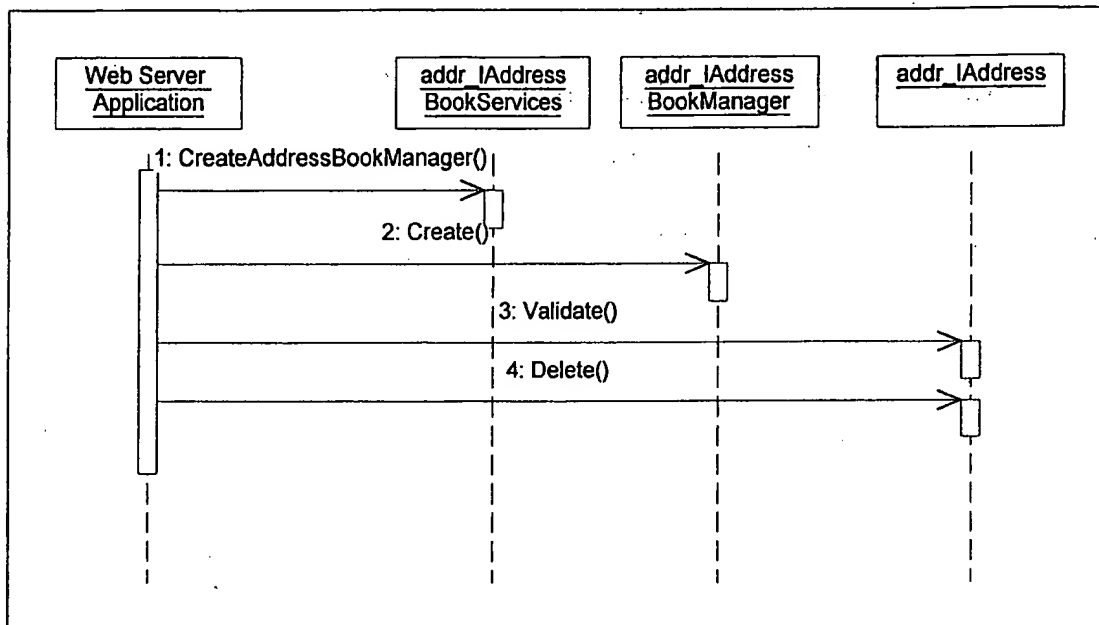 Web Server
Application
addr_IAddress
BookServices
addr_IAddress
BookManager
addr_IAddress
1: CreateAddressBookManager()
2: Create()
3: Validate()
4: Delete()